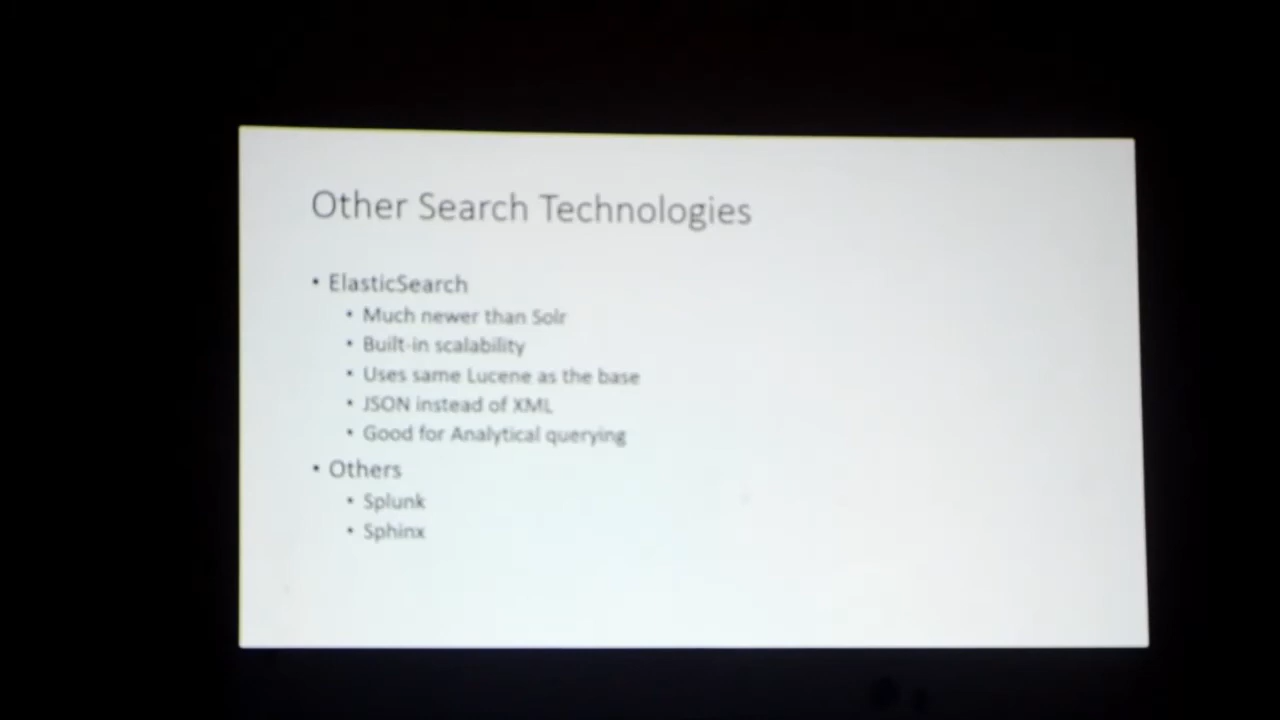 Other Search Technologies
• ElasticSearch
• Much newer than Solr
• Built-in scalability
• Uses same Lucene as the base
• JSON instead of XML
• Good for Analytical querying
• Others
• Splunk
• Sphinx